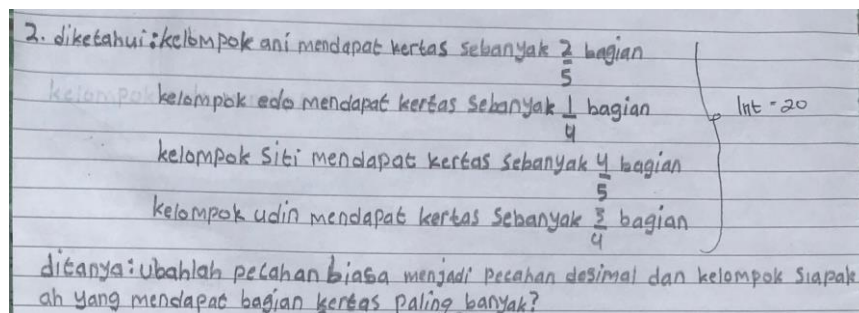 2. diketahui : kelompok ani mendapat kertas sebanyak 2/5 bagian
kelompok edo mendapat kertas sebanyak 1/4 bagian
Int = 20
kelompok siti mendapat kertas sebanyak 4/5 bagian
kelompok udin mendapat kertas sebanyak 3/4 bagian
ditanya : ubahlah pecahan biasa menjadi pecahan desimal dan kelompok siapak
ah yang mendapat bagian kertas paling banyak?